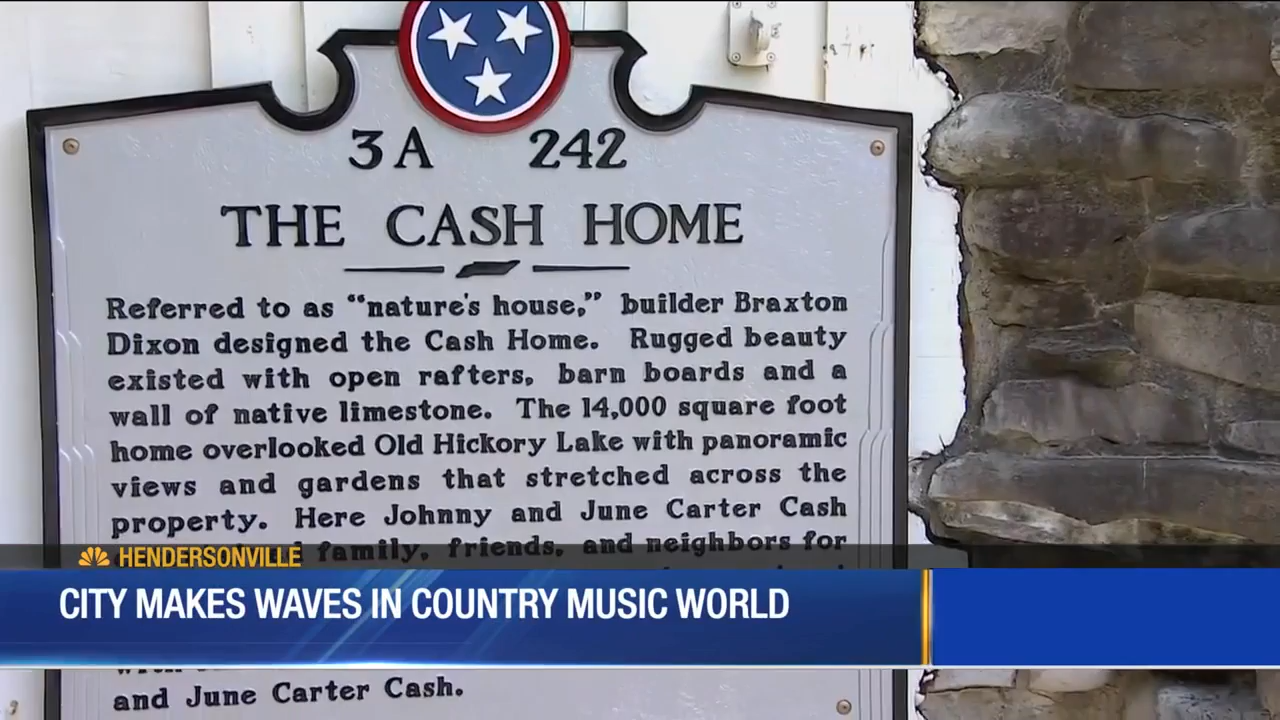 3A 242
THE CASH HOME
Referred to as “nature's house,” builder Braxton
Dixon designed the Cash Home. Rugged beauty
existed with open rafters, barn boards and a
wall of native limestone. The 14,000 square foot
home overlooked Old Hickory Lake with panoramic
views and gardens that stretched across the
property. Here Johnny and June Carter Cash
family, friends, and neighbors for
HENDERSONVILLE
CITY MAKES WAVES IN COUNTRY MUSIC WORLD
and June Carter Cash.